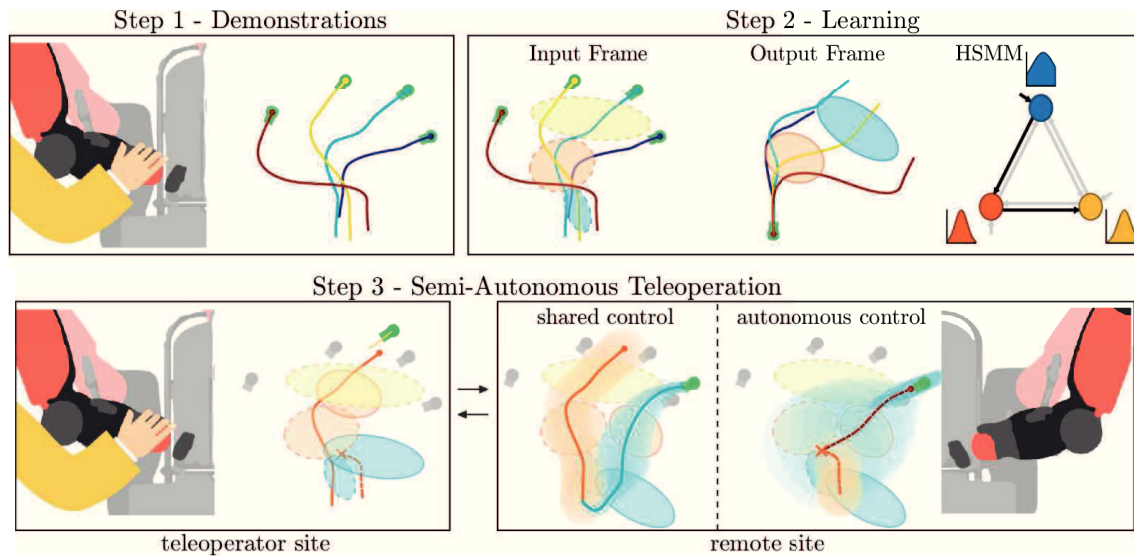 Step 1 - Demonstrations
Step 2 - Learning
Input Frame
Output Frame
HSMM
Step 3 - Semi-Autonomous Teleoperation
shared control
autonomous control
teleoperator site
remote site